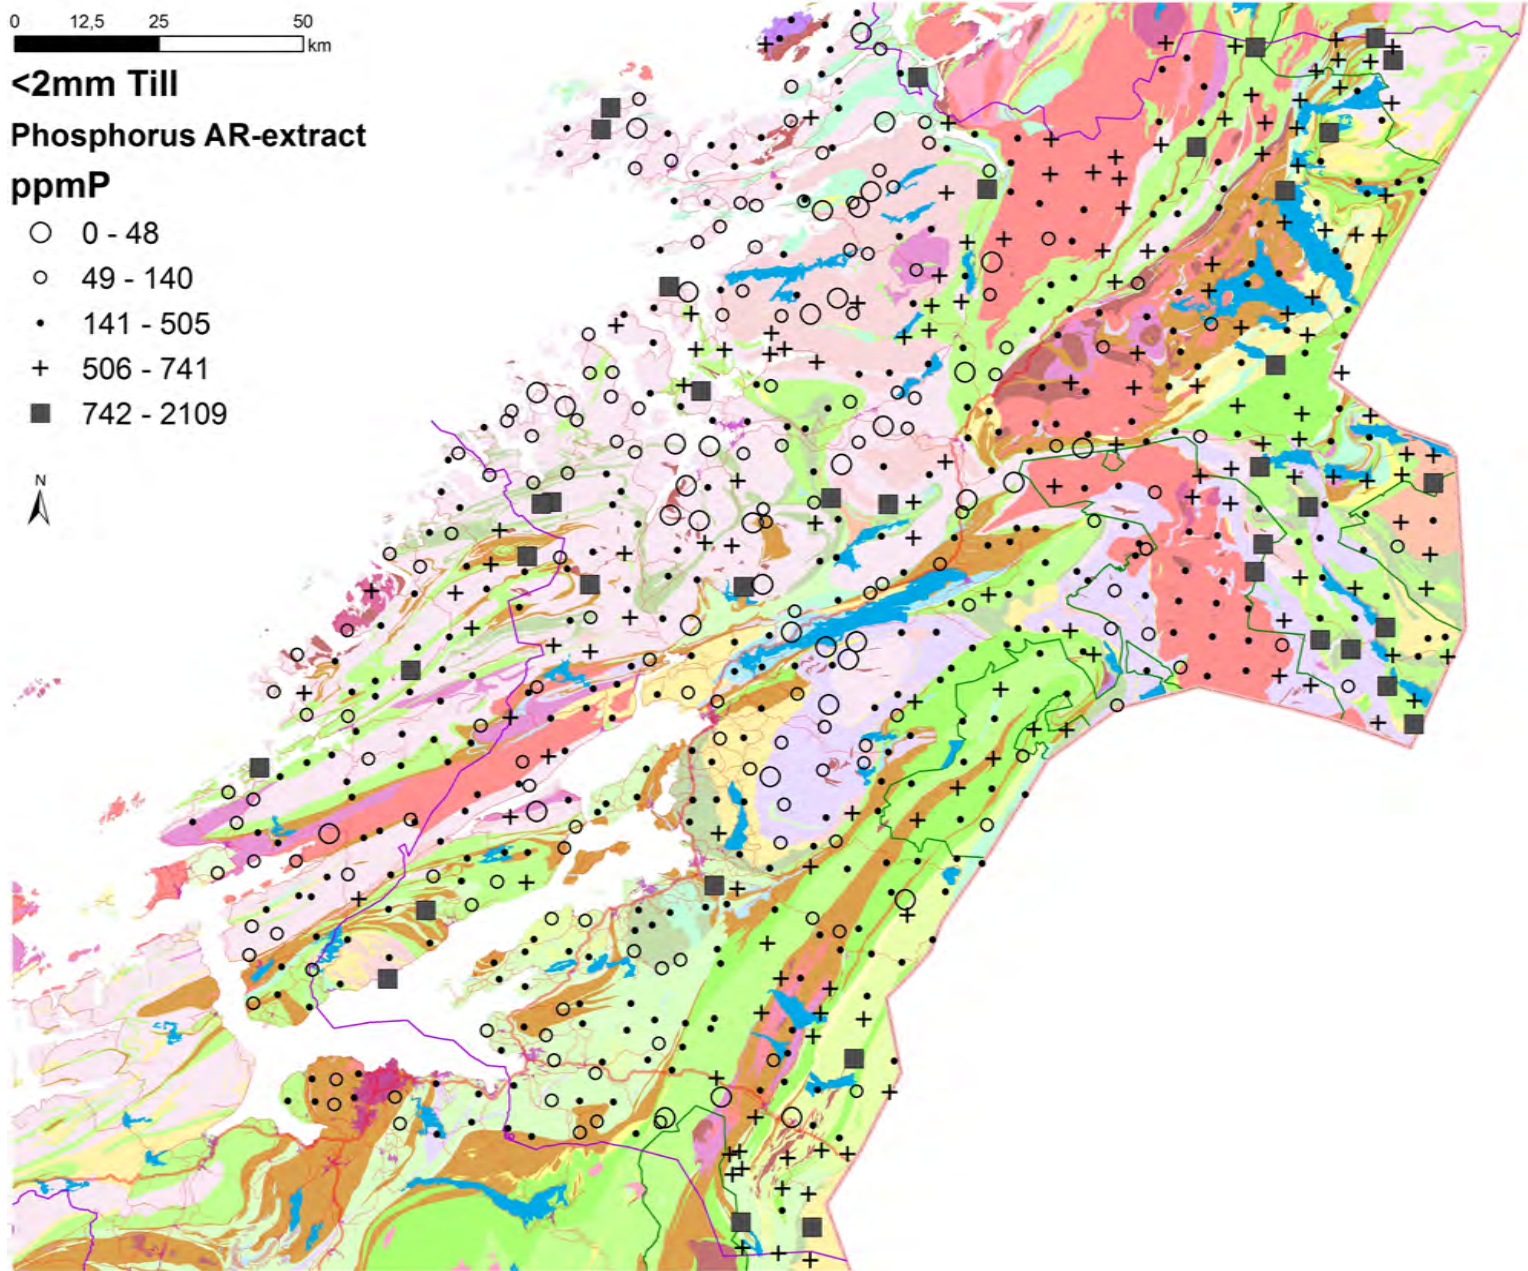 0 12,5 25 50
km
<2mm Till
Phosphorus AR-extract
ppmP
0 - 48
49 - 140
141 - 505
506 - 741
742 - 2109
N